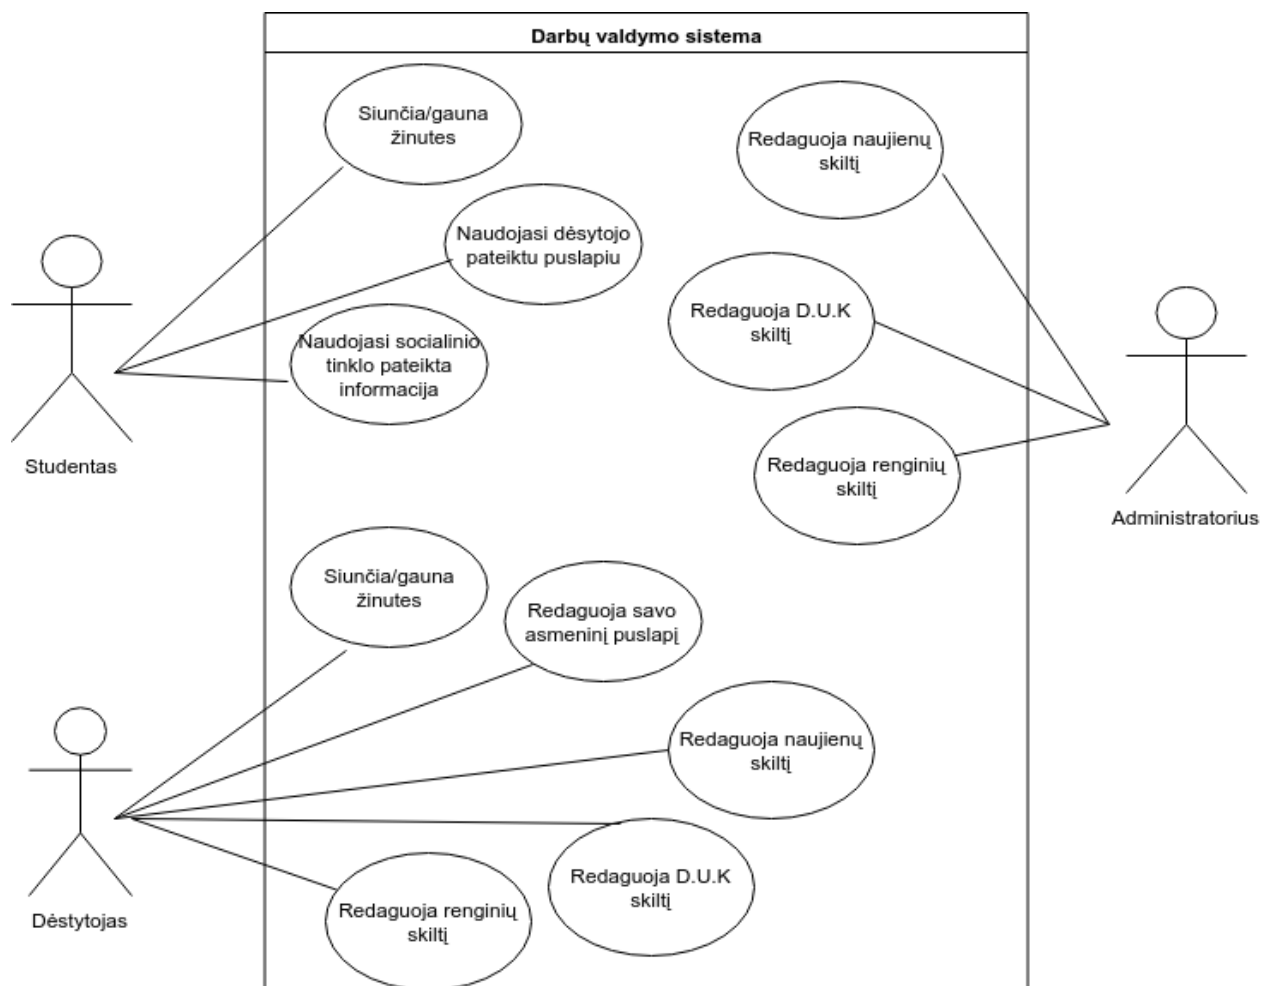 Darbų valdymo sistema
Siunčia/gauna
žinutes
Redaguoja naujienų
skiltį
Naudojasi dėsytojo
pateiktu puslapiu
Redaguoja D.U.K
skiltį
Naudojasi socialinio
tinklo pateikta
informacija
Studentas
Redaguoja renginių
skiltį
Administratorius
Siunčia/gauna
žinutes
Redaguoja savo
asmeninį puslapį
Redaguoja naujienų
skiltį
Redaguoja D.U.K
skiltį
Redaguoja renginių
skiltį
Dėstytojas